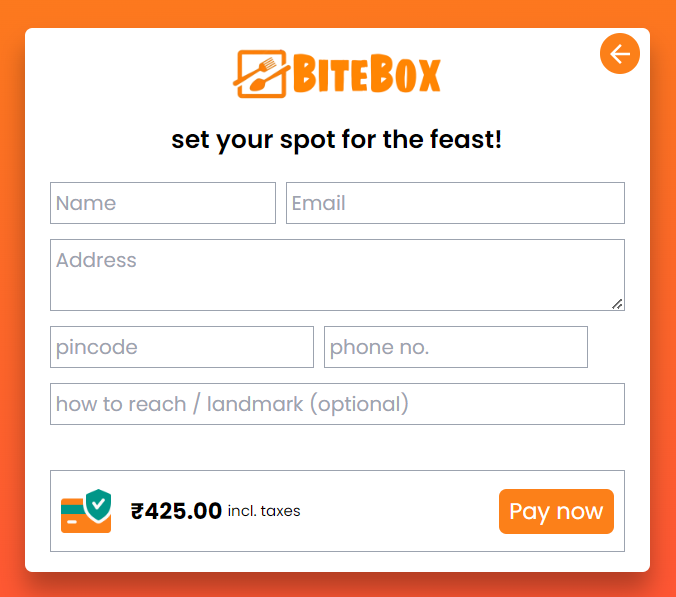 BITEBOX
set your spot for the feast!
Name Email
Address
pincode phone no.
how to reach / landmark (optional)
₹425.00 incl. taxes Pay now